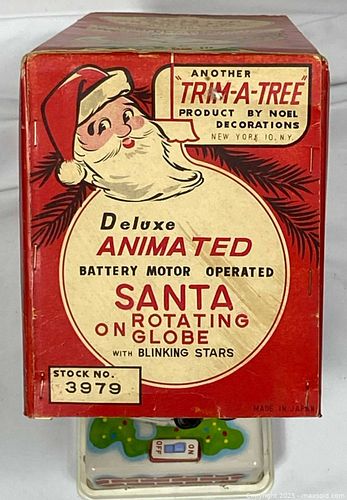 ANOTHER
"TRIM-A-TREE"
PRODUCT BY NOEL
DECORATIONS
NEW YORK 10, N.Y.
Deluxe
ANIMATED
BATTERY MOTOR OPERATED
SANTA
ON ROTATING
GLOBE
WITH BLINKING STARS
STOCK NO.
3979
MADE IN JAPAN
ON
OFF